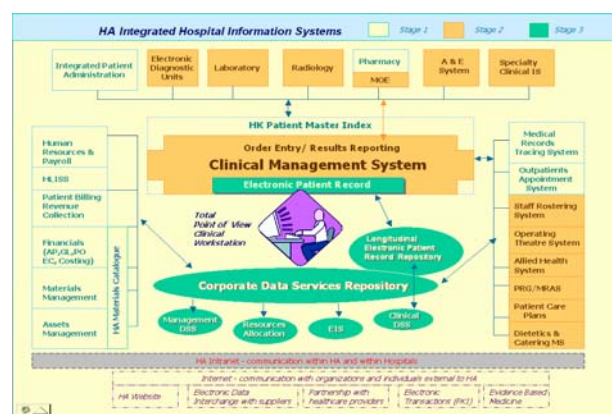 HA Integrated Hospital Information Systems
Stage 1
Stage 2
Stage 3
Integrated Patient
Administration
Electronic
Diagnostic
Units
Laboratory
Radiology
Pharmacy
MOE
A & E
System
Specialty
Clinical IS
HK Patient Master Index
Order Entry/ Results Reporting
Clinical Management System
Electronic Patient Record
Human
Resources &
Payroll
Patient Billing
Revenue
Collection
Financials
(AP,GL,PO
EC, Costing)
Materials
Management
Assets
Management
HA Materials Catalogue
Total
Point of View
Clinical
Workstation
Longitudinal
Electronic Patient
Record Repository
Corporate Data Services Repository
Management
DSS
Resources
Allocation
EIS
Clinical
DSS
Medical
Records
Tracing System
Outpatients
Appointment
System
Staff Rostering
System
Operating
Theatre System
Allied Health
System
PRG/MRAS
Patient Care
Plans
Dietetics &
Catering MS
HA Intranet - communication within HA and within Hospitals
Internet - communication with organizations and individuals external to HA
HA Website
Electronic Data
Interchange with suppliers
Partnership with
healthcare providers
Electronic
Transactions (PKI)
Evidence Based
Medicine